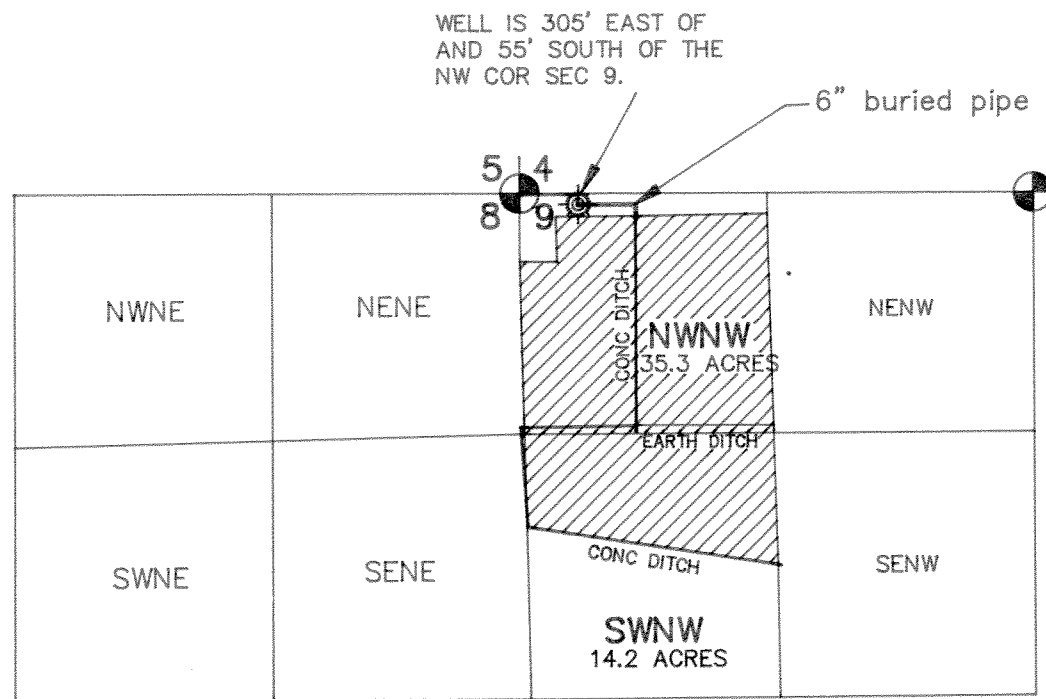 WELL IS 305' EAST OF
AND 55' SOUTH OF THE
NW COR SEC 9.
6" buried pipe
5 4
8 9
NWNE
NENE
CONC DITCH
NWNW
35.3 ACRES
NENW
EARTH DITCH
SWNE
SENE
CONC DITCH
SENW
SWNW
14.2 ACRES